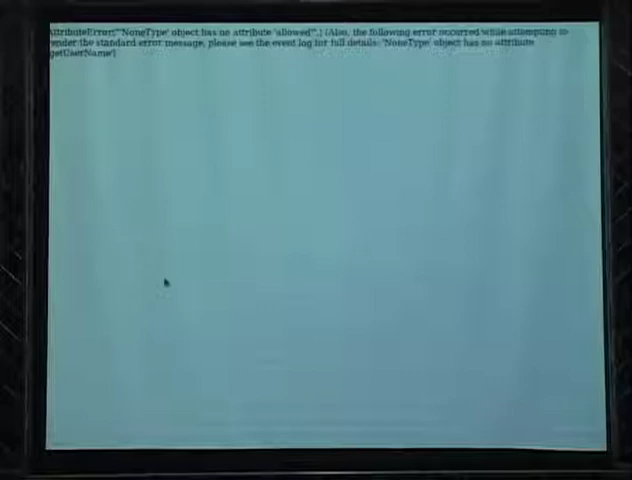 AttributeError("'NoneType' object has no attribute 'allowed'",) (Also, the following error occurred while attempting to
render the standard error message, please see the event log for full details: 'NoneType' object has no attribute
getUserName')